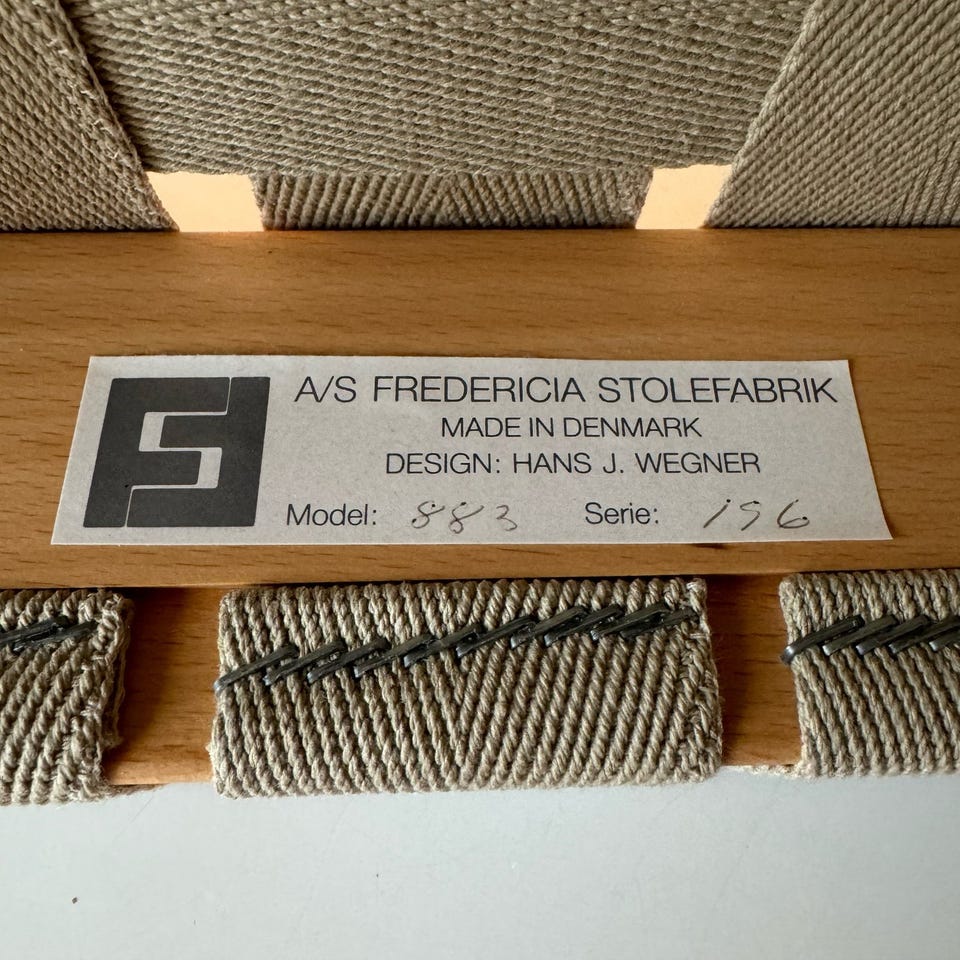 A/S FREDERICIA STOLEFABRIK
MADE IN DENMARK
DESIGN: HANS J. WEGNER
Model: 883 Serie: 196